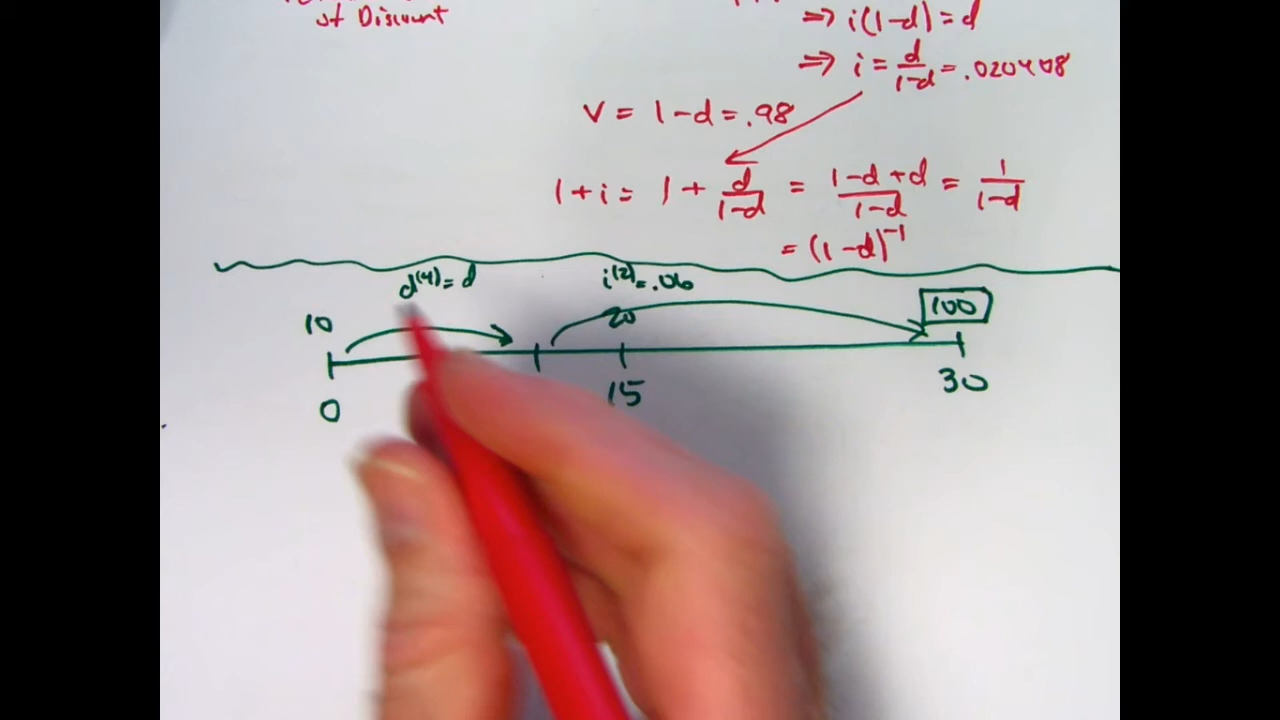 of Discount
⇒ i(1-d) = d
⇒ i = d/(1-d) = .020408
v = 1-d = .98
1+i = 1 + d/(1-d) = (1-d+d)/(1-d) = 1/(1-d)
= (1-d)⁻¹
d⁽⁴⁾ = d i⁽²⁾ = .06
10 20 100
0 15 30